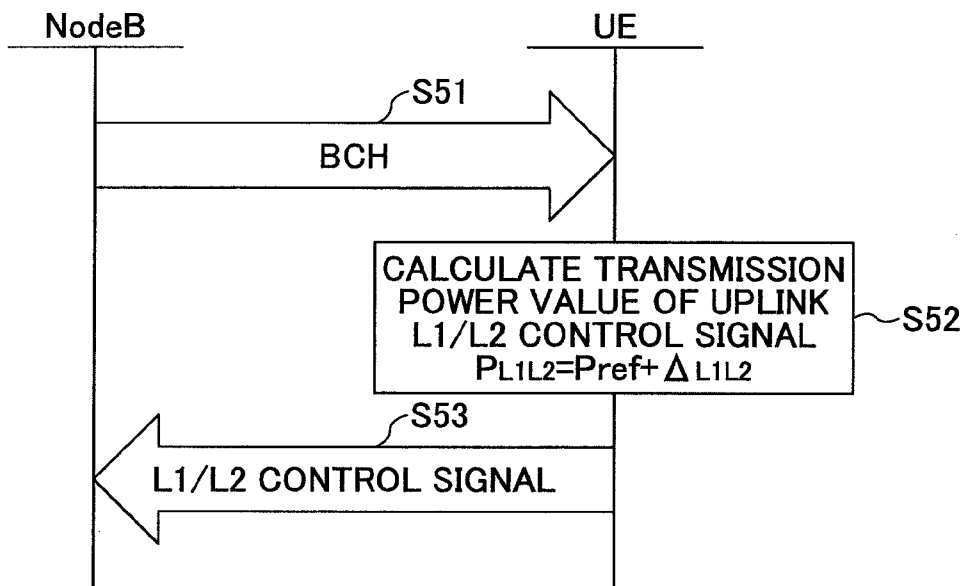 NodeB
UE
S51
BCH
CALCULATE TRANSMISSION
POWER VALUE OF UPLINK
L1/L2 CONTROL SIGNAL
PL1L2=Pref+ΔL1L2
S52
S53
L1/L2 CONTROL SIGNAL